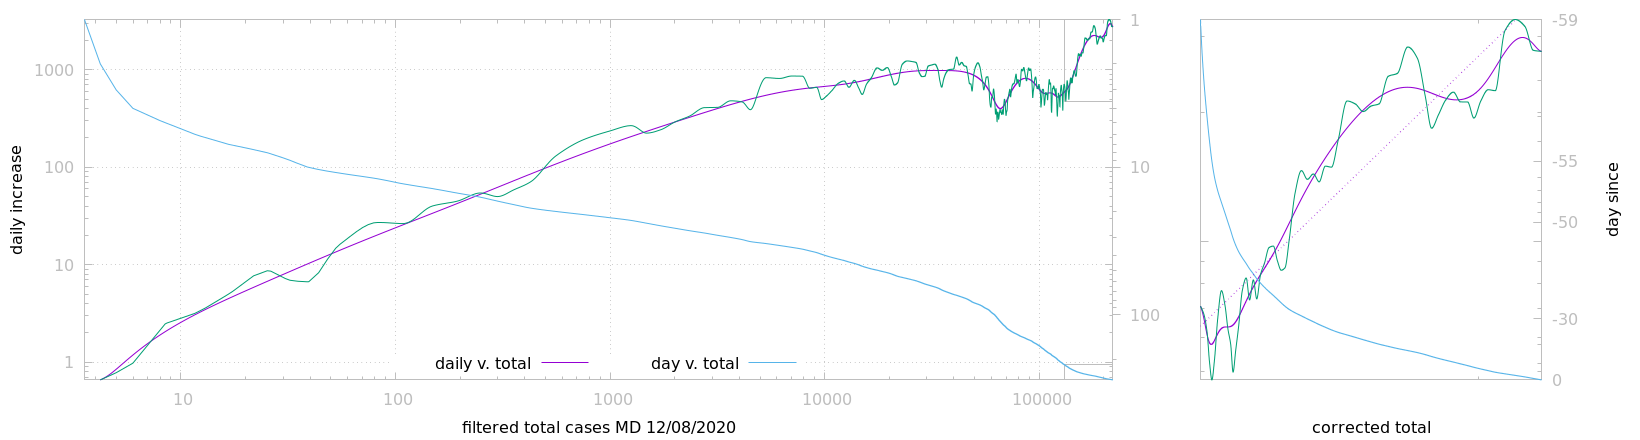 daily increase
1000
100
10
1
10
100
1000
10000
100000
1
10
100
daily v. total
day v. total
filtered total cases MD 12/08/2020
-59
-55
-50
-30
0
day since
corrected total